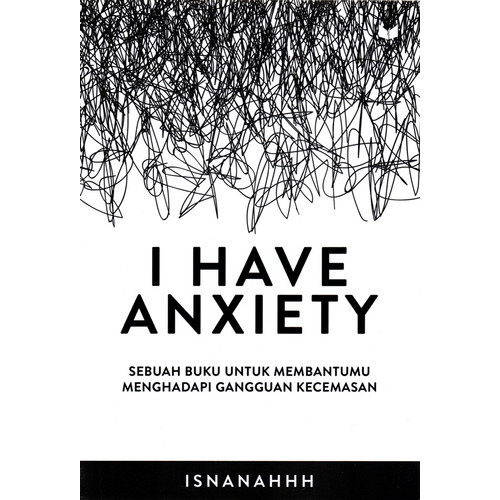 I HAVE
ANXIETY
SEBUAH BUKU UNTUK MEMBANTUMU
MENGHADAPI GANGGUAN KECEMASAN
ISNANAHHH